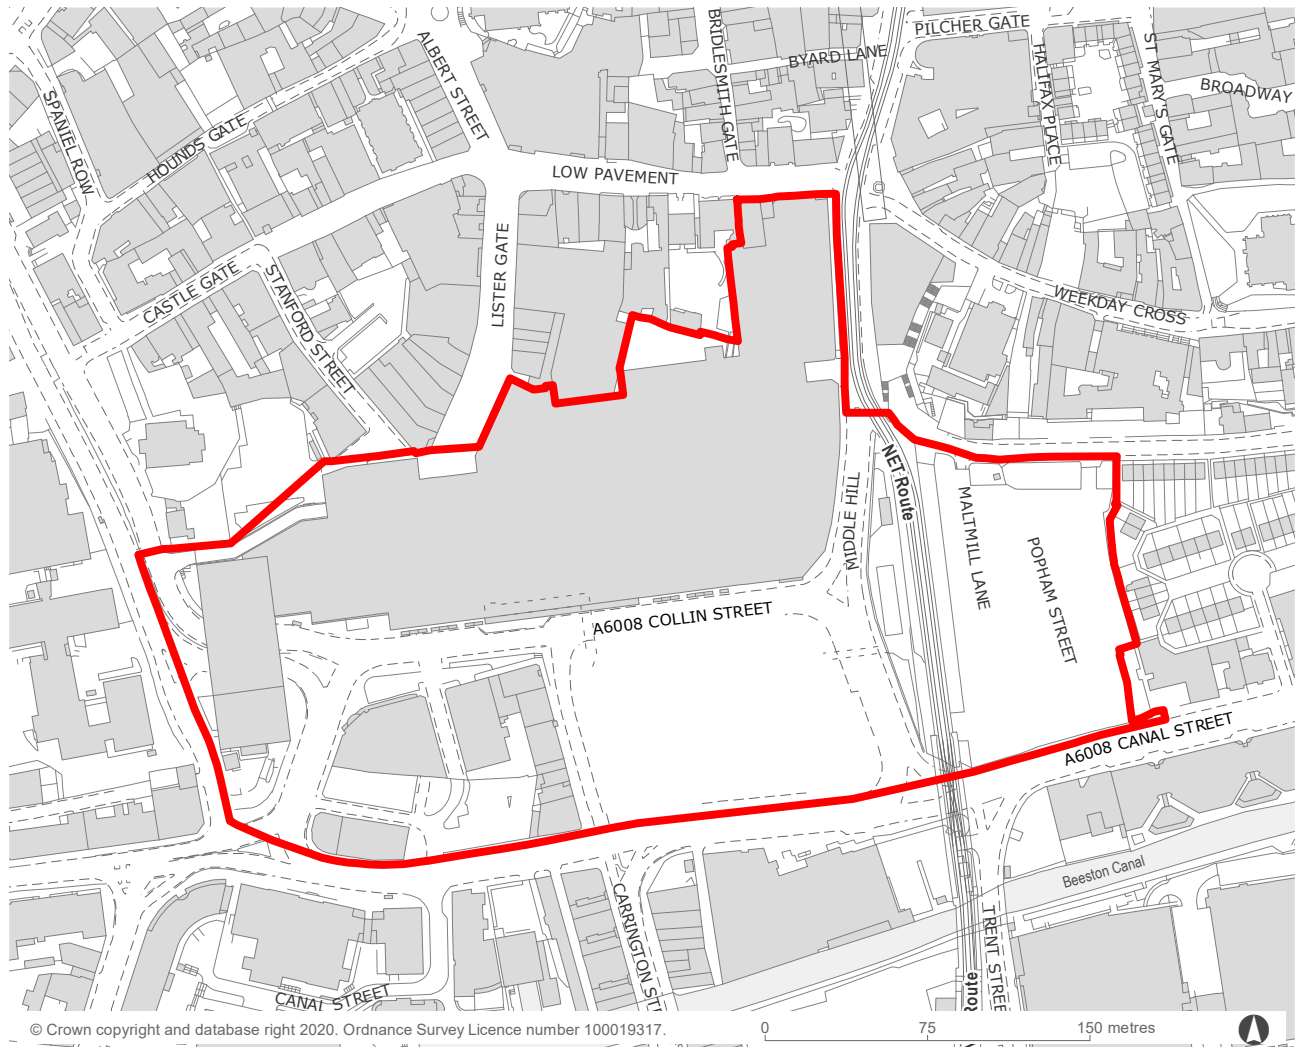 PILCHER GATE
ALBERT STREET
BRIDLESMITH GATE
BYARD LANE
HALIFAX PLACE
ST MARY'S GATE
BROADWAY
SPANIEL ROW
HOUNDS GATE
LOW PAVEMENT
CASTLE GATE
STANFORD STREET
LISTER GATE
WEEKDAY CROSS
NET Route
MIDDLE HILL
MALTMILL LANE
POPHAM STREET
A6008 COLLIN STREET
A6008 CANAL STREET
Beeston Canal
CARRINGTON ST
TRENT STREE
CANAL STREET
Route
© Crown copyright and database right 2020. Ordnance Survey Licence number 100019317.
0 75 150 metres